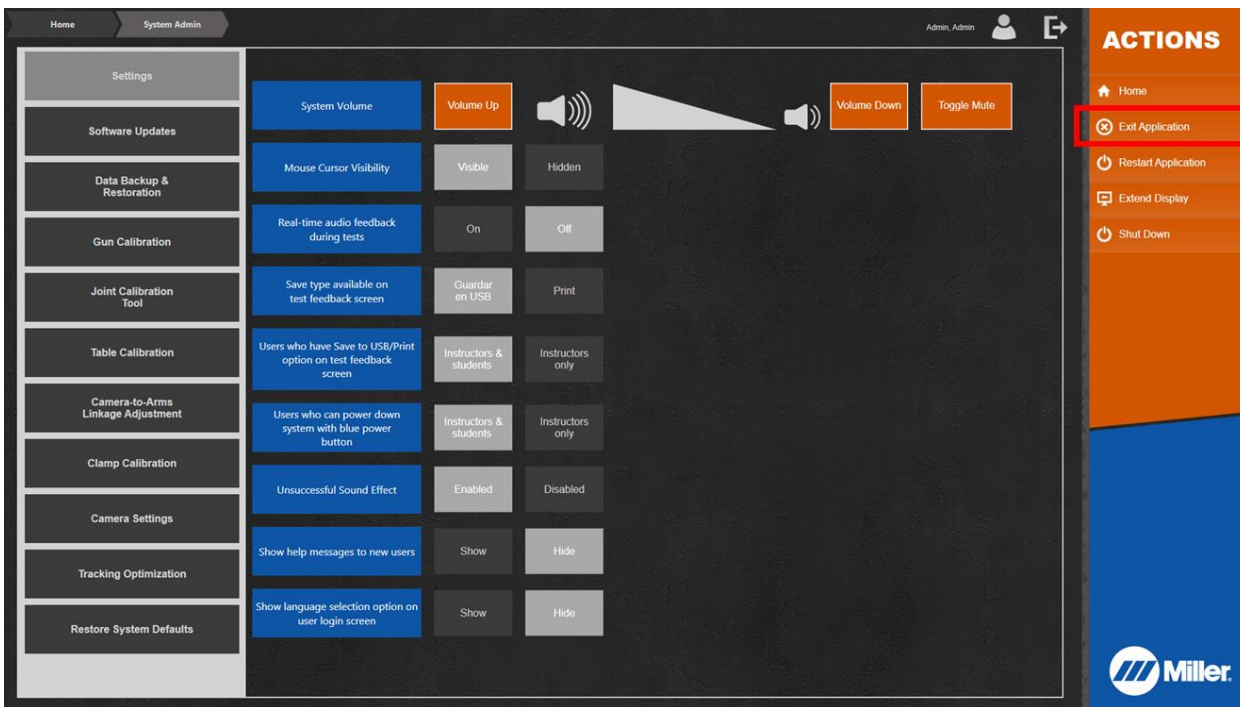 Home
System Admin
Admin, Admin
Settings
Software Updates
Data Backup &
Restoration
Gun Calibration
Joint Calibration
Tool
Table Calibration
Camera-to-Arms
Linkage Adjustment
Clamp Calibration
Camera Settings
Tracking Optimization
Restore System Defaults
System Volume
Volume Up
Volume Down
Toggle Mute
Mouse Cursor Visibility
Visible
Hidden
Real-time audio feedback
during tests
On
Off
Save type available on
test feedback screen
Guardar
en USB
Print
Users who have Save to USB/Print
option on test feedback
screen
Instructors &
students
Instructors
only
Users who can power down
system with blue power
button
Instructors &
students
Instructors
only
Unsuccessful Sound Effect
Enabled
Disabled
Show help messages to new users
Show
Hide
Show language selection option on
user login screen
Show
Hide
ACTIONS
Home
Exit Application
Restart Application
Extend Display
Shut Down
Miller.